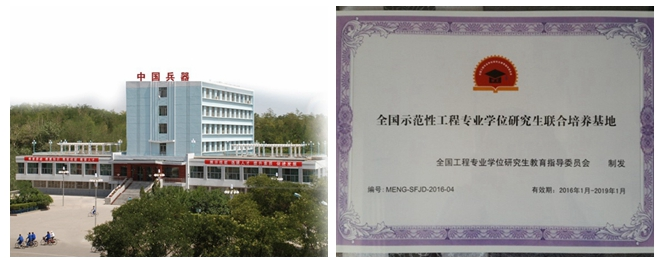 中国兵器
全国示范性工程专业学位研究生联合培养基地
全国工程专业学位研究生教育指导委员会 制发
编号: MENG-SFJD-2016-04
有效期: 2016年1月-2019年1月